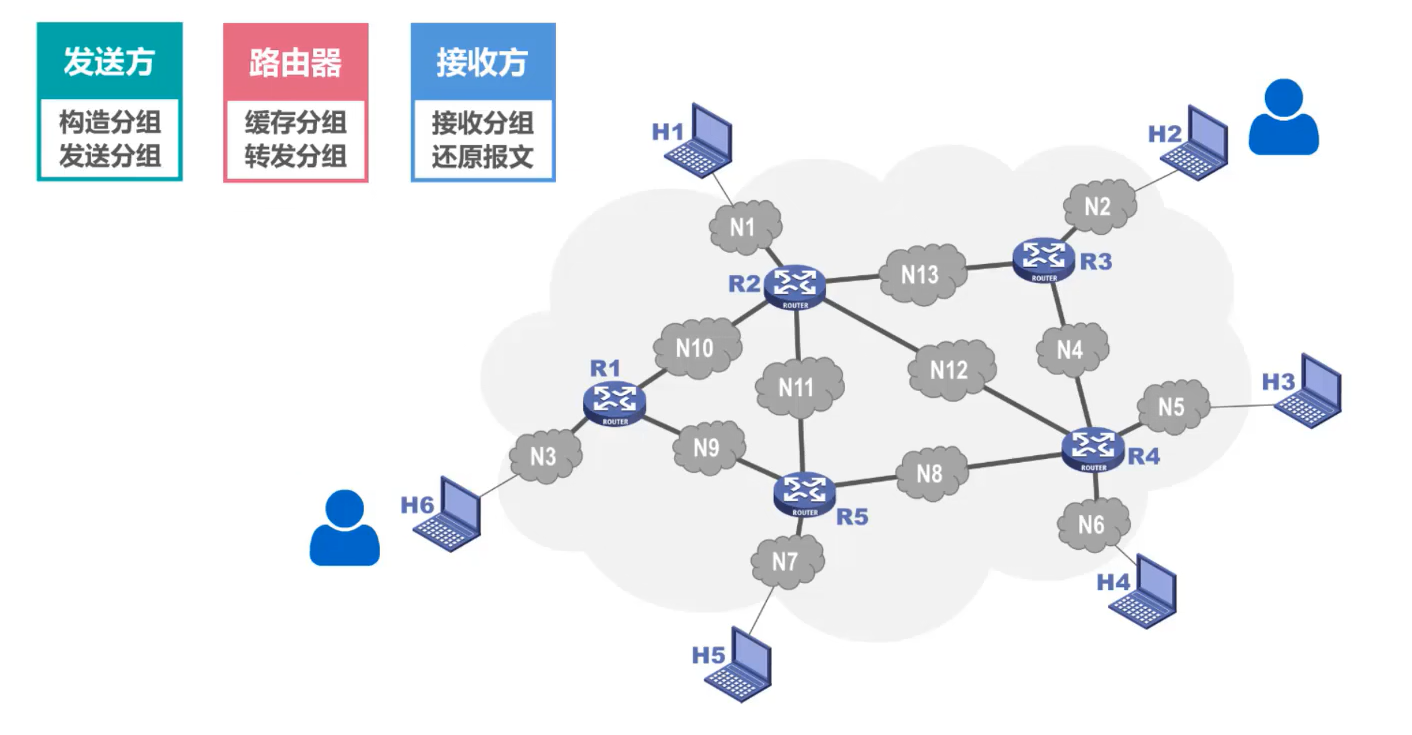 发送方
构造分组
发送分组
路由器
缓存分组
转发分组
接收方
接收分组
还原报文
H1
H2
N1
N2
R2
ROUTER
N13
R3
ROUTER
N10
N11
N12
N4
R1
ROUTER
N5
H3
N3
N9
N8
R4
ROUTER
H6
R5
ROUTER
N6
N7
H4
H5